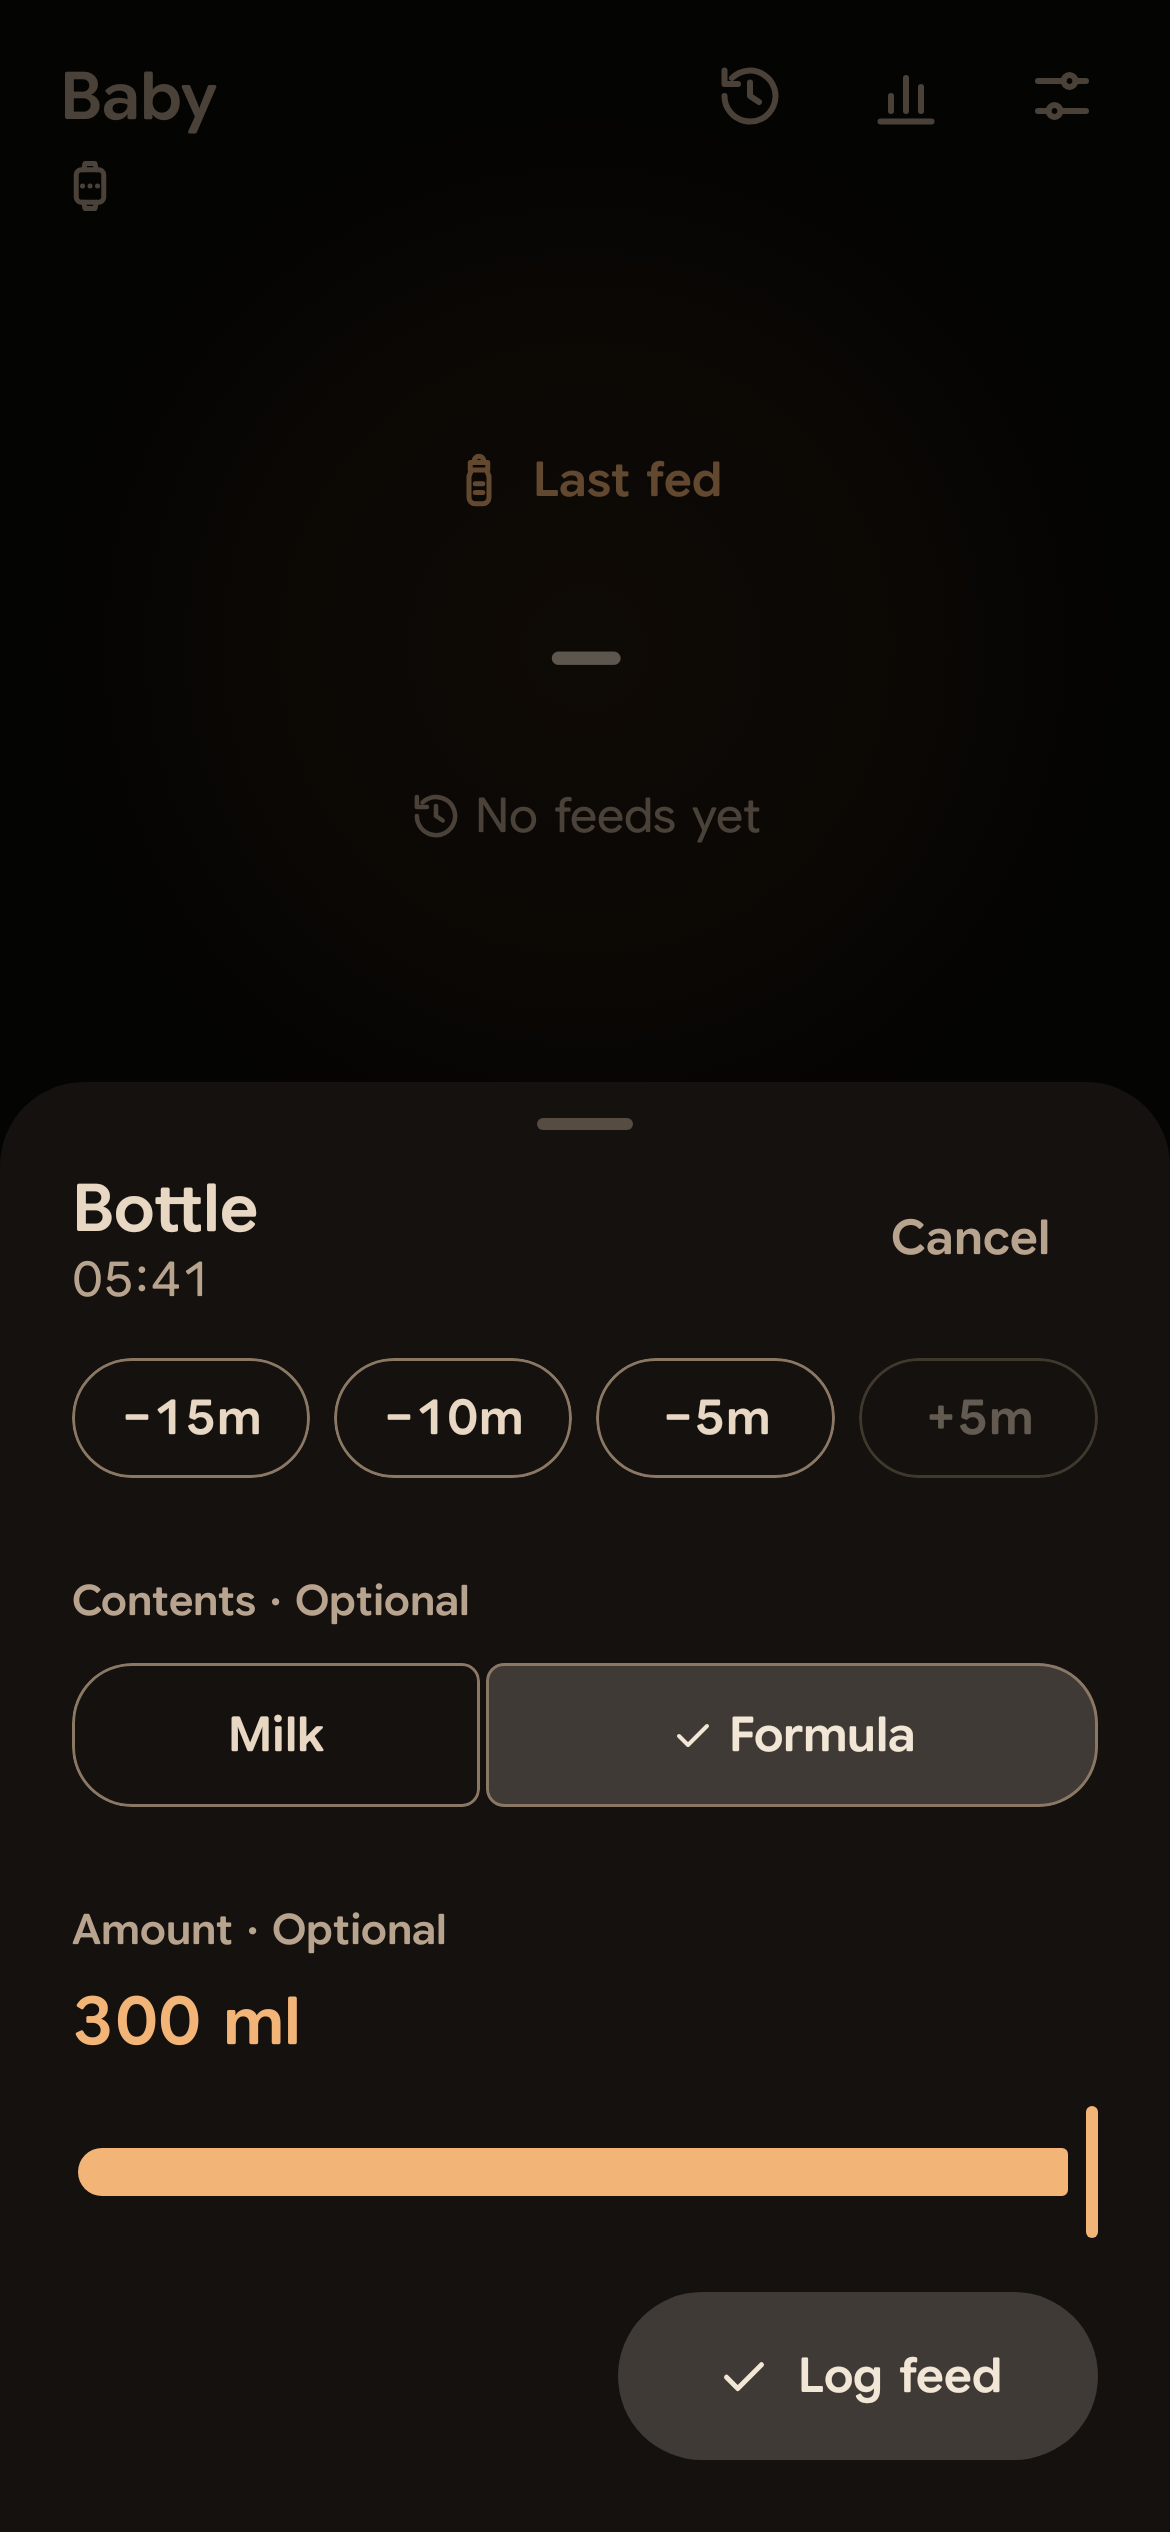 Baby
Last fed
–
No feeds yet
Bottle
Cancel
05:41
−15m
−10m
−5m
+5m
Contents · Optional
Milk
Formula
Amount · Optional
300 ml
Log feed